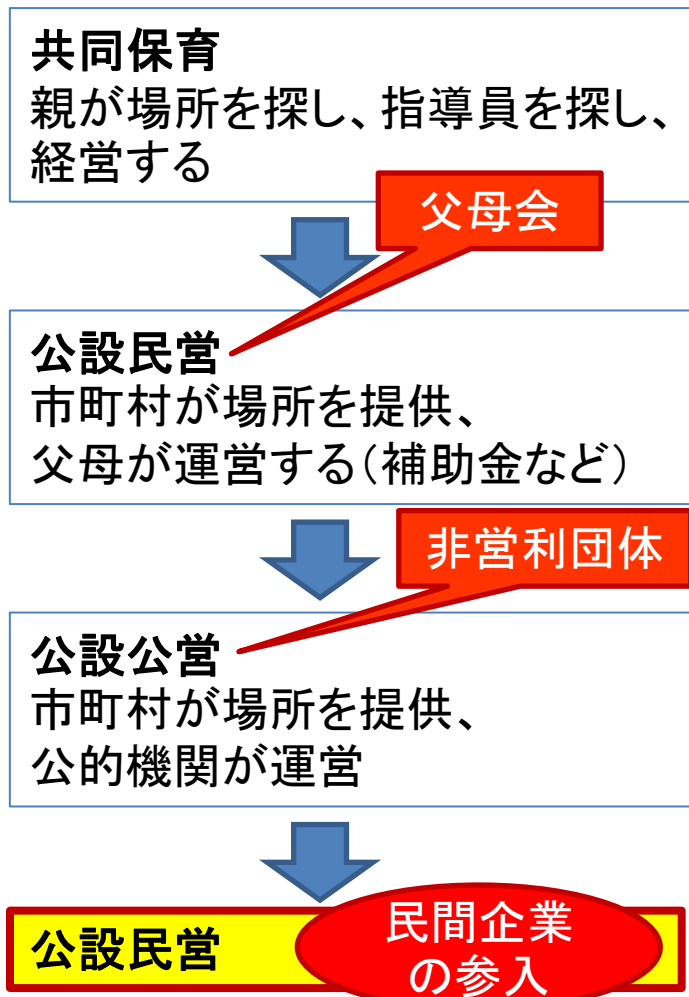 共同保育
親が場所を探し、指導員を探し、
経営する
父母会
公設民営
市町村が場所を提供、
父母が運営する(補助金など)
非営利団体
公設公営
市町村が場所を提供、
公的機関が運営
公設民営
民間企業
の参入